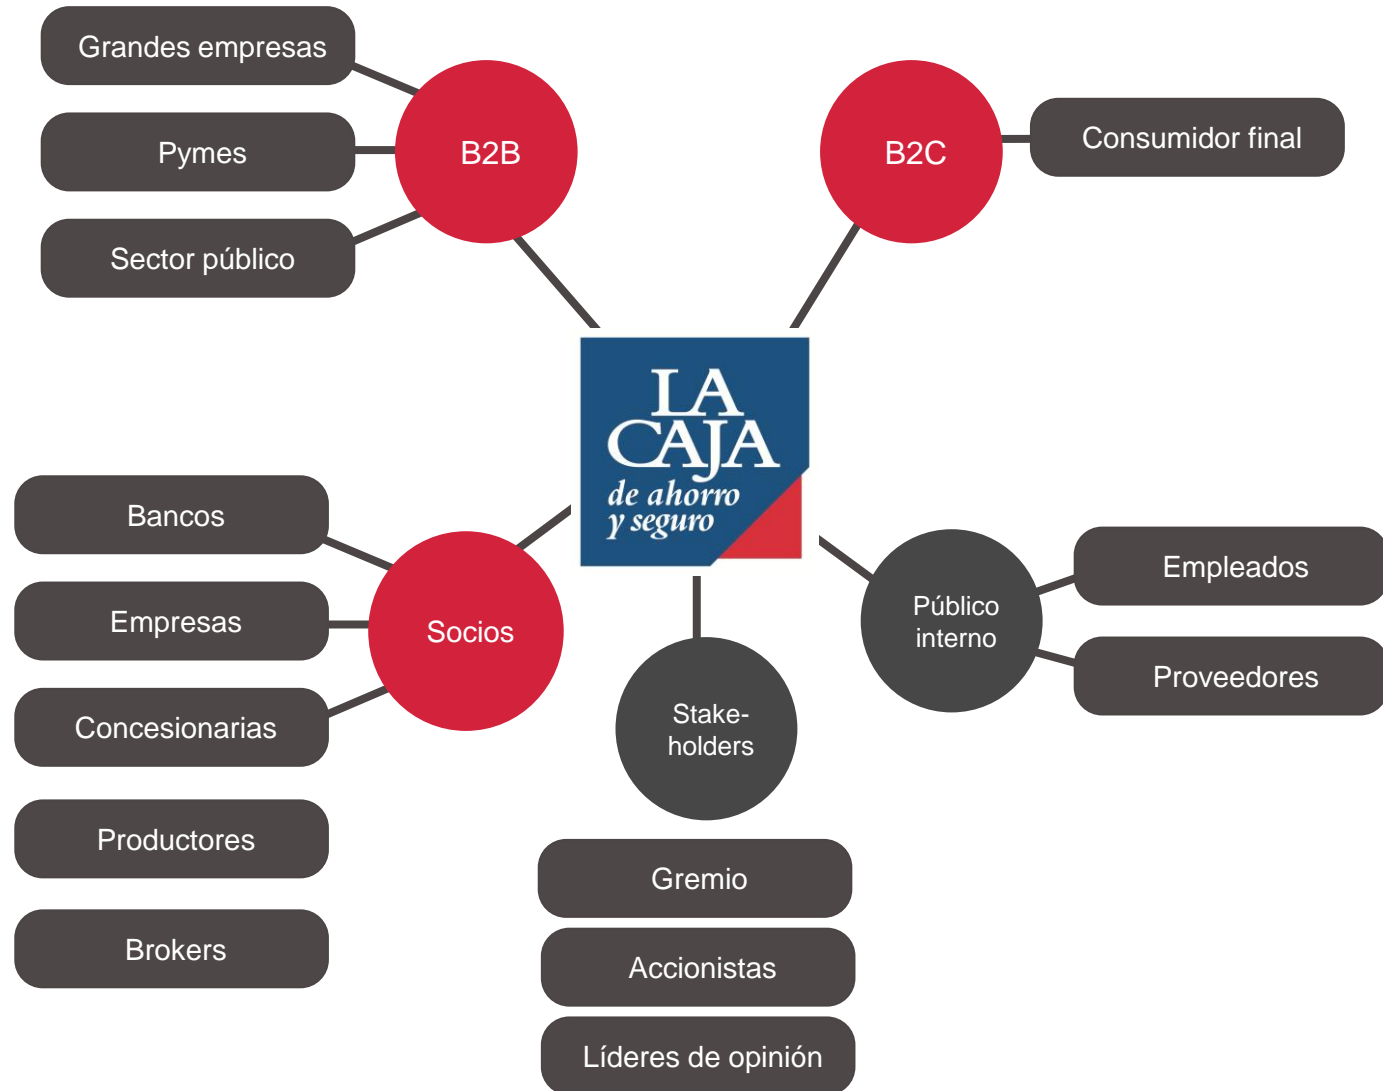 Grandes empresas
Pymes
Sector público
B2B
B2C
Consumidor final
LA
CAJA
de ahorro
y seguro
Bancos
Empresas
Concesionarias
Productores
Brokers
Socios
Stake-
holders
Gremio
Accionistas
Líderes de opinión
Público
interno
Empleados
Proveedores